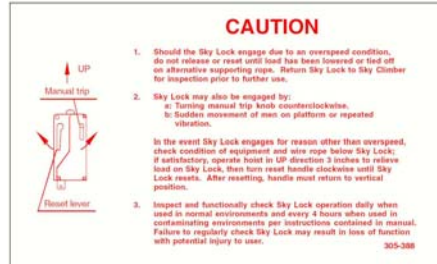 CAUTION
UP
Manual trip
Reset lever
1. Should the Sky Lock engage due to an overspeed condition,
do not release or reset until load has been lowered or tied off
on alternative supporting rope. Return Sky Lock to Sky Climber
for inspection prior to further use.
2. Sky Lock may also be engaged by:
a: Turning manual trip knob counterclockwise.
b: Sudden movement of men on platform or repeated
vibration.
In the event Sky Lock engages for reason other than overspeed,
check condition of equipment and wire rope below Sky Lock;
if satisfactory, operate hoist in UP direction 3 inches to relieve
load on Sky Lock, then turn reset handle clockwise until Sky
Lock resets. After resetting, handle must return to vertical
position.
3. Inspect and functionally check Sky Lock operation daily when
used in normal environments and every 4 hours when used in
contaminating environments per instructions contained in manual.
Failure to regularly check Sky Lock may result in loss of function
with potential injury to user.
305-388